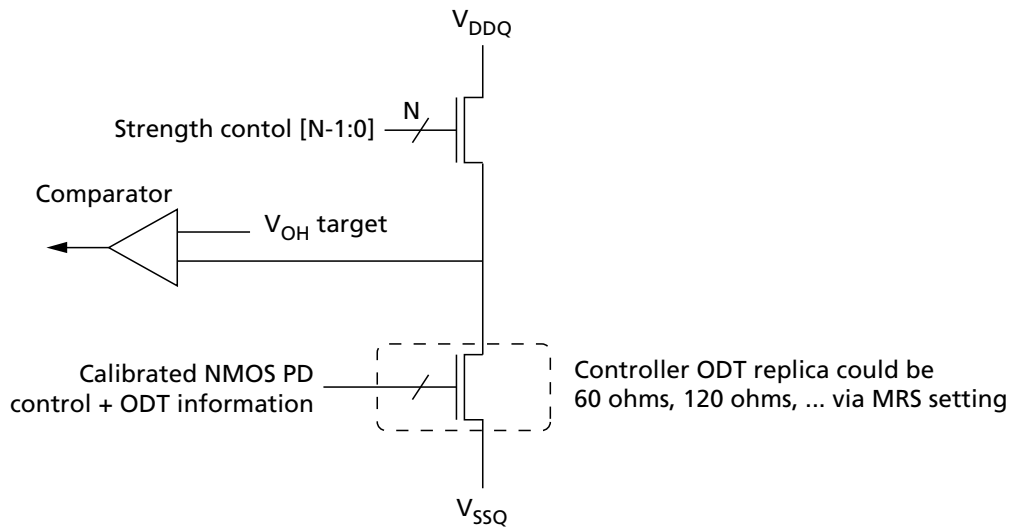 VDDQ
N
Strength contol [N-1:0]
Comparator
VOH target
Calibrated NMOS PD
control + ODT information
Controller ODT replica could be
60 ohms, 120 ohms, ... via MRS setting
VSSQ